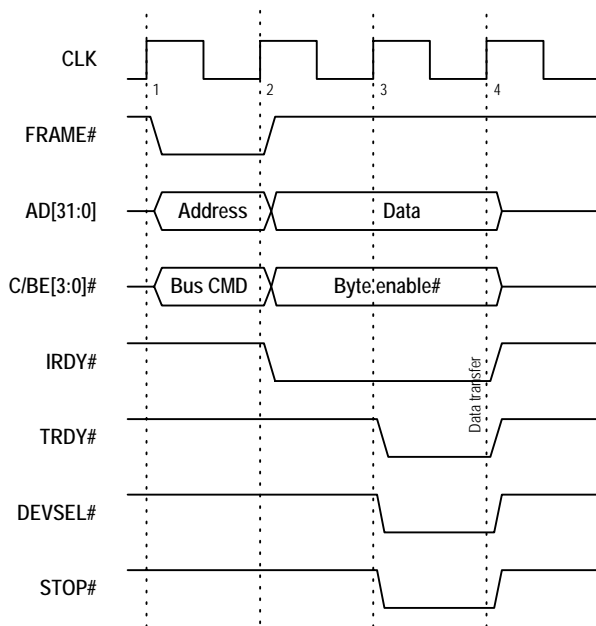 CLK
1 2 3 4
FRAME#
AD[31:0] Address Data
C/BE[3:0]# Bus CMD Byte enable#
IRDY#
Data transfer
TRDY#
DEVSEL#
STOP#